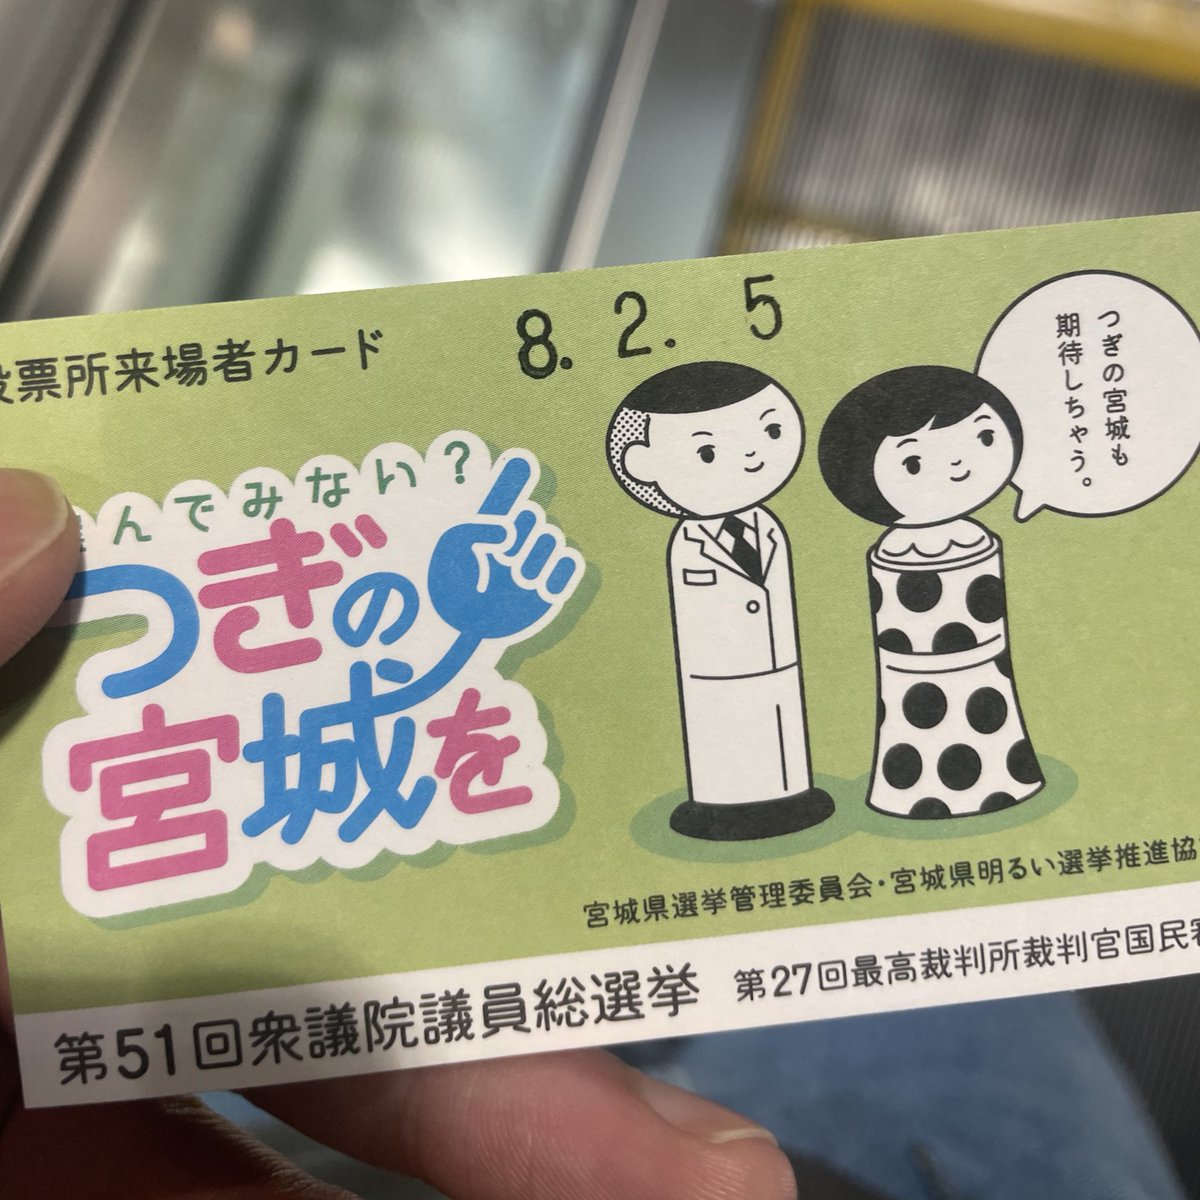 投票所来場者カード
8. 2. 5
選んでみない?
つぎの
宮城を
つぎの宮城も
期待しちゃう。
宮城県選挙管理委員会・宮城県明るい選挙推進協
第51回衆議院議員総選挙 第27回最高裁判所裁判官国民審